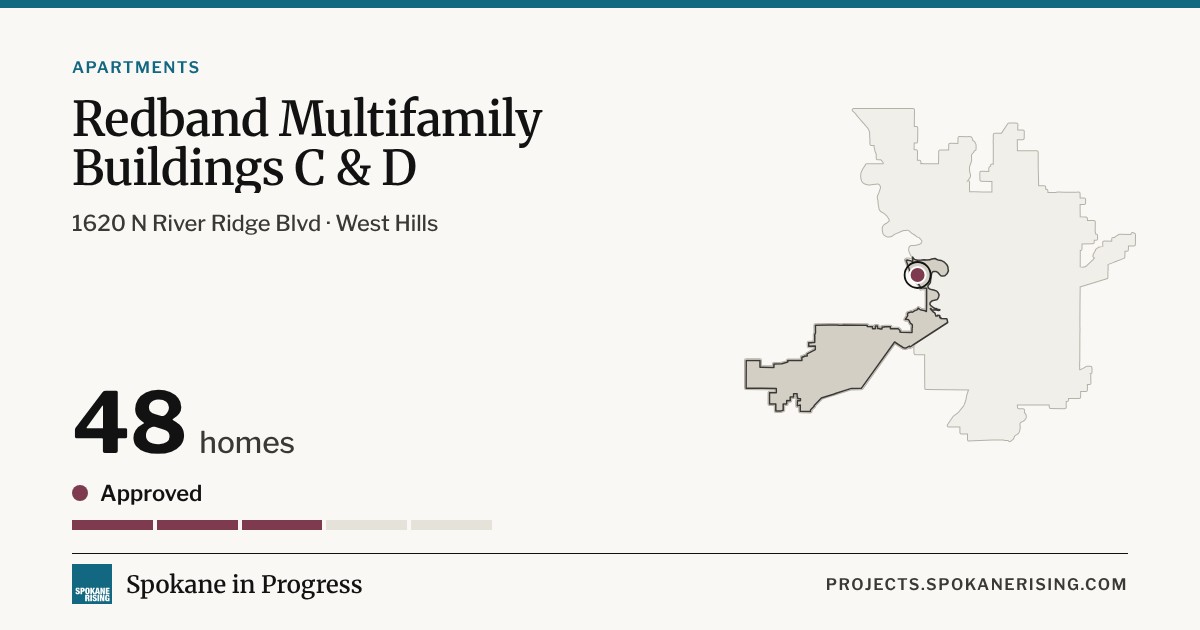 APARTMENTS
Redband Multifamily
Buildings C & D
1620 N River Ridge Blvd · West Hills
48 homes
Approved
SPOKANE
RISING
Spokane in Progress
PROJECTS.SPOKANERISING.COM